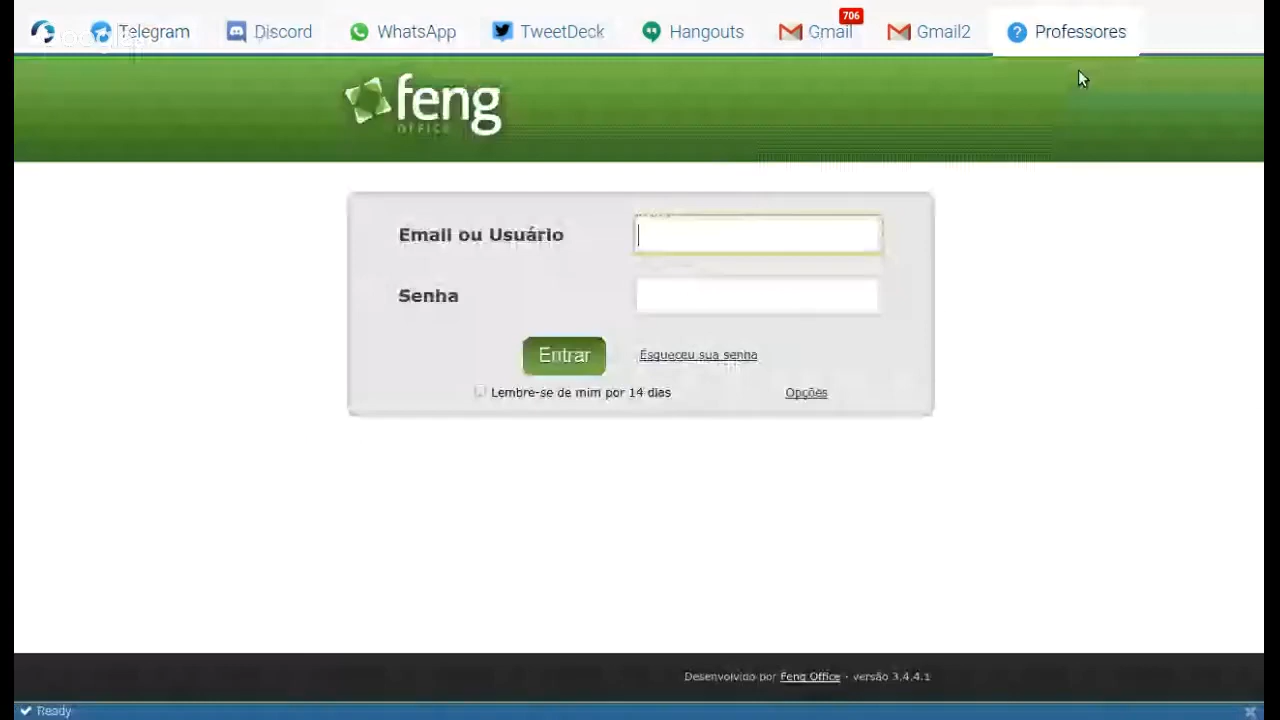 706
Telegram Discord WhatsApp TweetDeck Hangouts Gmail Gmail2 Professores
feng
OFFICE
Email ou Usuário
Senha
Entrar Esqueceu sua senha
Lembre-se de mim por 14 dias Opções
Desenvolvido por Feng Office - versão 3.4.4.1
Ready